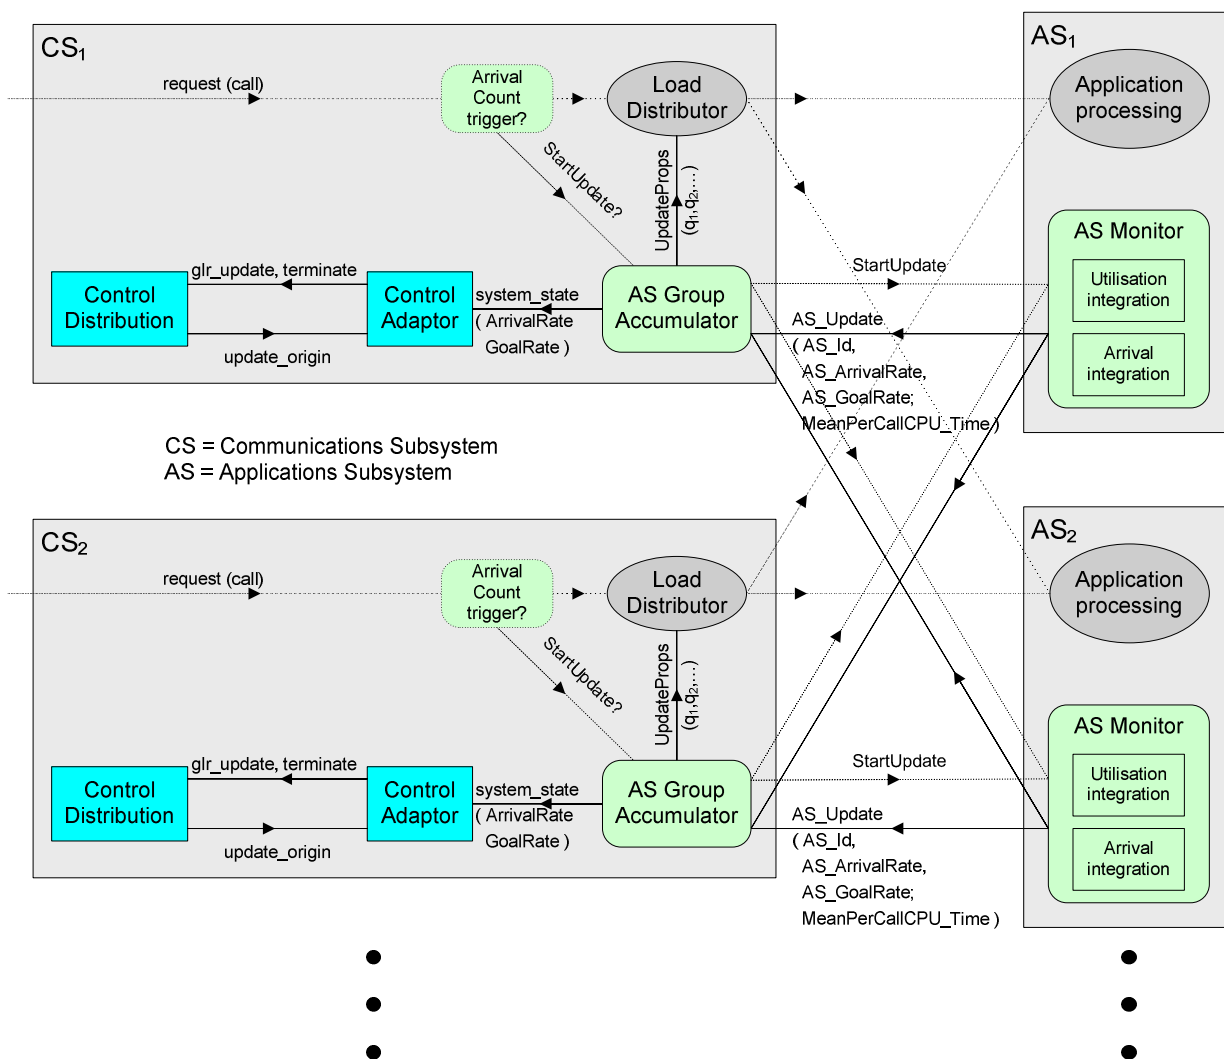 CS₁
request (call)
Arrival
Count
trigger?
Load
Distributor
StartUpdate?
UpdateProps
(q₁,q₂,...)
glr_update, terminate
Control
Distribution
update_origin
Control
Adaptor
system_state
( ArrivalRate
GoalRate )
AS Group
Accumulator
AS₁
Application
processing
AS Monitor
Utilisation
integration
Arrival
integration
StartUpdate
AS_Update
( AS_Id,
AS_ArrivalRate,
AS_GoalRate;
MeanPerCallCPU_Time )
CS = Communications Subsystem
AS = Applications Subsystem
CS₂
request (call)
Arrival
Count
trigger?
Load
Distributor
StartUpdate?
UpdateProps
(q₁,q₂,...)
glr_update, terminate
Control
Distribution
update_origin
Control
Adaptor
system_state
( ArrivalRate
GoalRate )
AS Group
Accumulator
AS₂
Application
processing
AS Monitor
Utilisation
integration
Arrival
integration
StartUpdate
AS_Update
( AS_Id,
AS_ArrivalRate,
AS_GoalRate;
MeanPerCallCPU_Time )